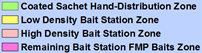 Coated Sachet Hand-Distribution Zone
Low Density Bait Station Zone
High Density Bait Station Zone
Remaining Bait Station FMP Baits Zone